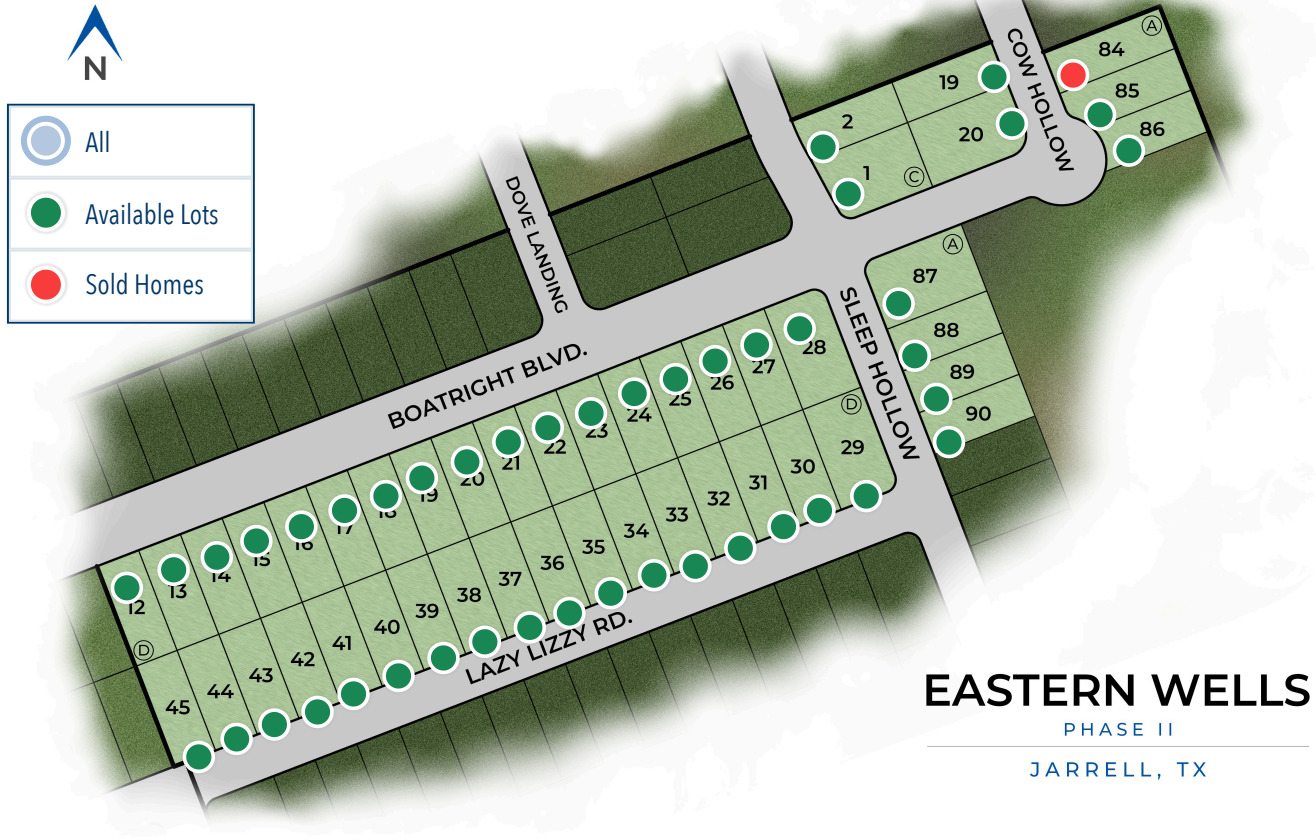 N
All
Available Lots
Sold Homes
COW HOLLOW
A
84
85
86
19
20
2
1
C
DOVE LANDING
A
87
88
89
90
SLEEP HOLLOW
BOATRIGHT BLVD.
12
13
14
15
16
17
18
19
20
21
22
23
24
25
26
27
28
D
D
45
44
43
42
41
40
39
38
37
36
35
34
33
32
31
30
29
LAZY LIZZY RD.
EASTERN WELLS
PHASE II
JARRELL, TX